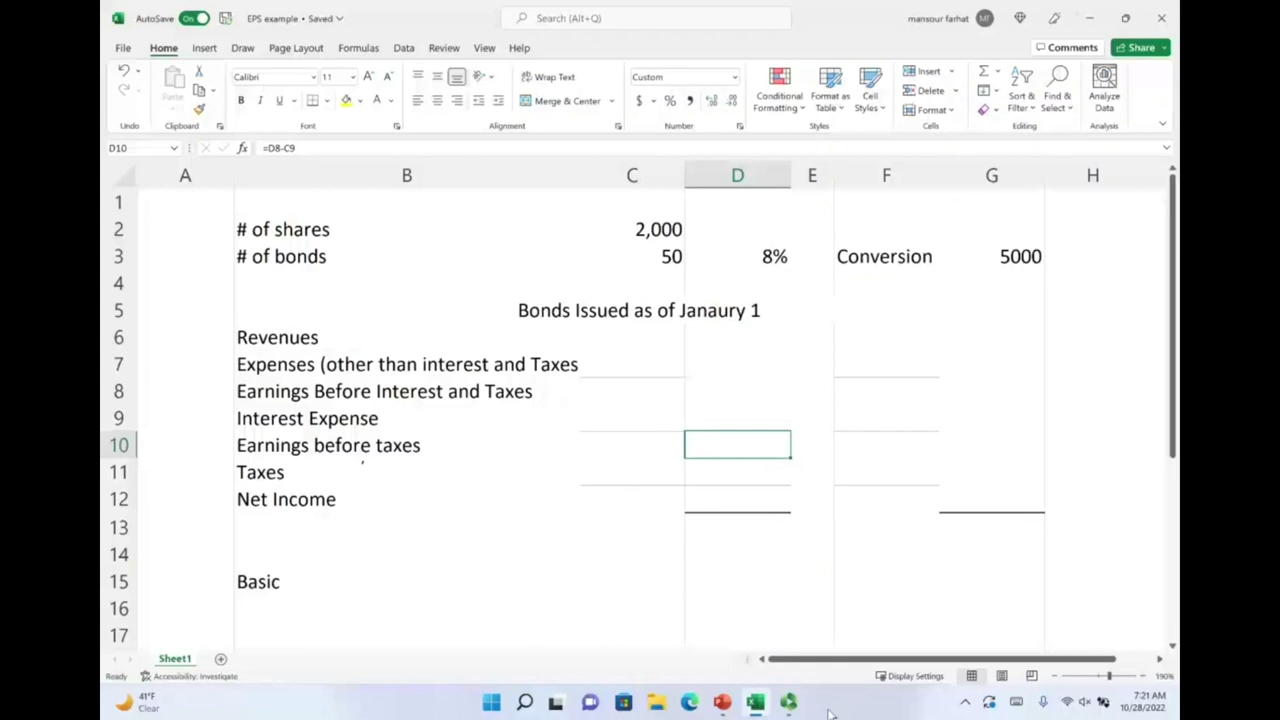 AutoSave On EPS example • Saved Search (Alt+Q) mansour farhat MF
File Home Insert Draw Page Layout Formulas Data Review View Help Comments Share
Calibri 11 Wrap Text Custom Insert
Paste B I U Merge & Center $ % Conditional Formatting Format as Table Cell Styles Delete Sort & Filter Find & Select Analyze Data
Format
Undo Clipboard Font Alignment Number Styles Cells Editing Analysis
D10 fx =D8-C9
A B C D E F G H
1
2 # of shares 2,000
3 # of bonds 50 8% Conversion 5000
4
5 Bonds Issued as of Janaury 1
6 Revenues
7 Expenses (other than interest and Taxes
8 Earnings Before Interest and Taxes
9 Interest Expense
10 Earnings before taxes
11 Taxes
12 Net Income
13
14
15 Basic
16
17
Sheet1
Ready Accessibility: Investigate Display Settings 190%
41°F 7:21 AM
Clear 10/28/2022